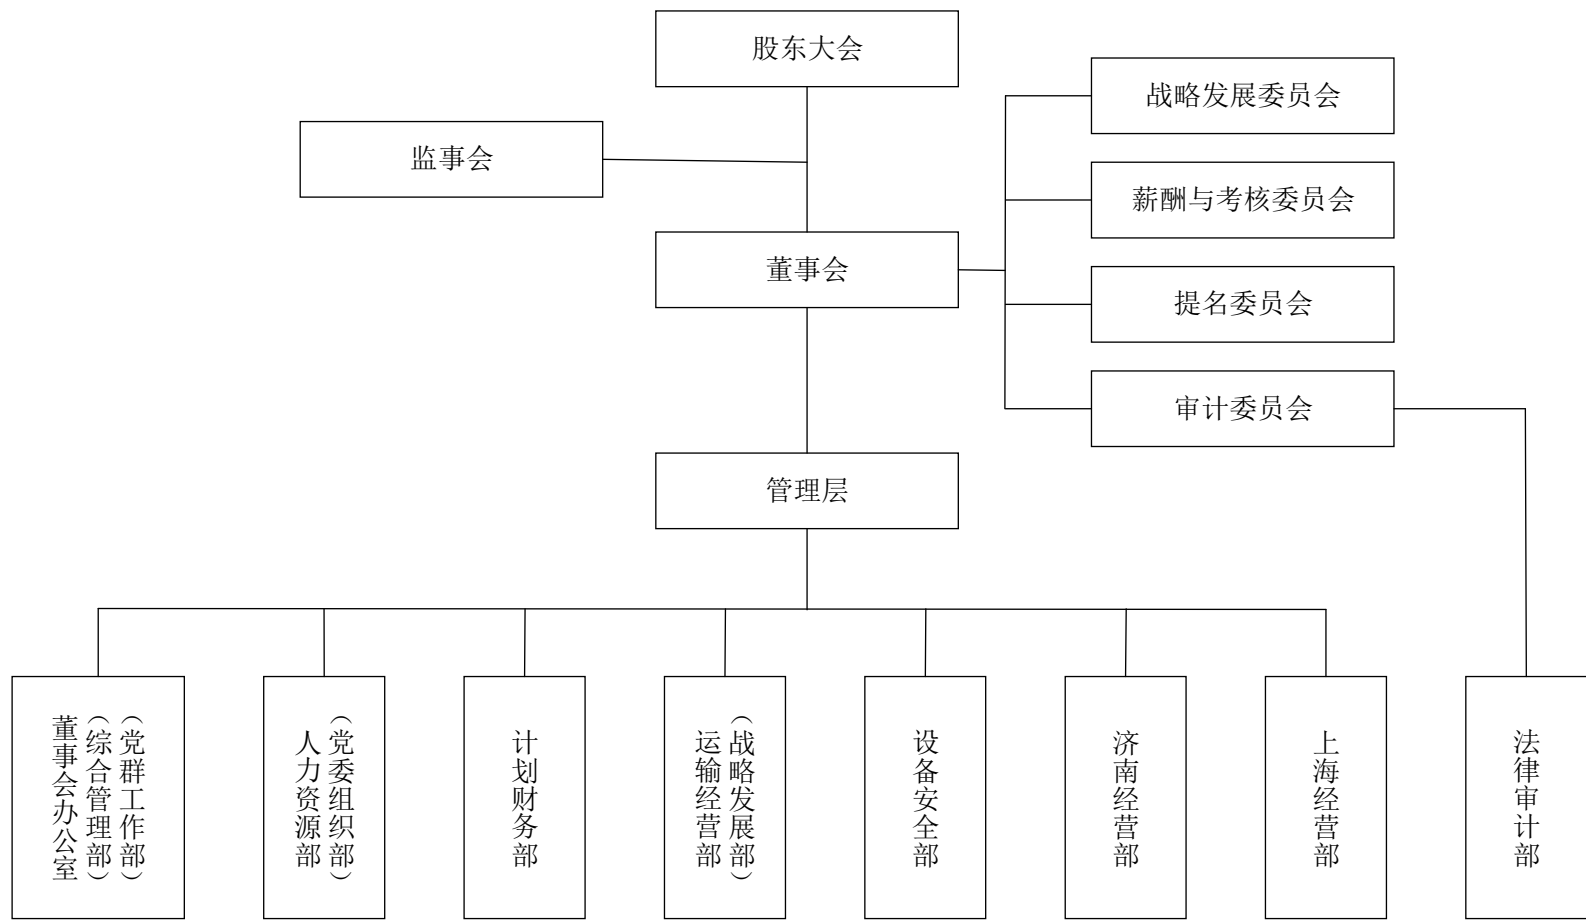 股东大会
战略发展委员会
监事会
薪酬与考核委员会
董事会
提名委员会
审计委员会
管理层
董事会办公室
(综合管理部)
(党群工作部)
人力资源部
(党委组织部)
计划财务部
运输经营部
(战略发展部)
设备安全部
济南经营部
上海经营部
法律审计部